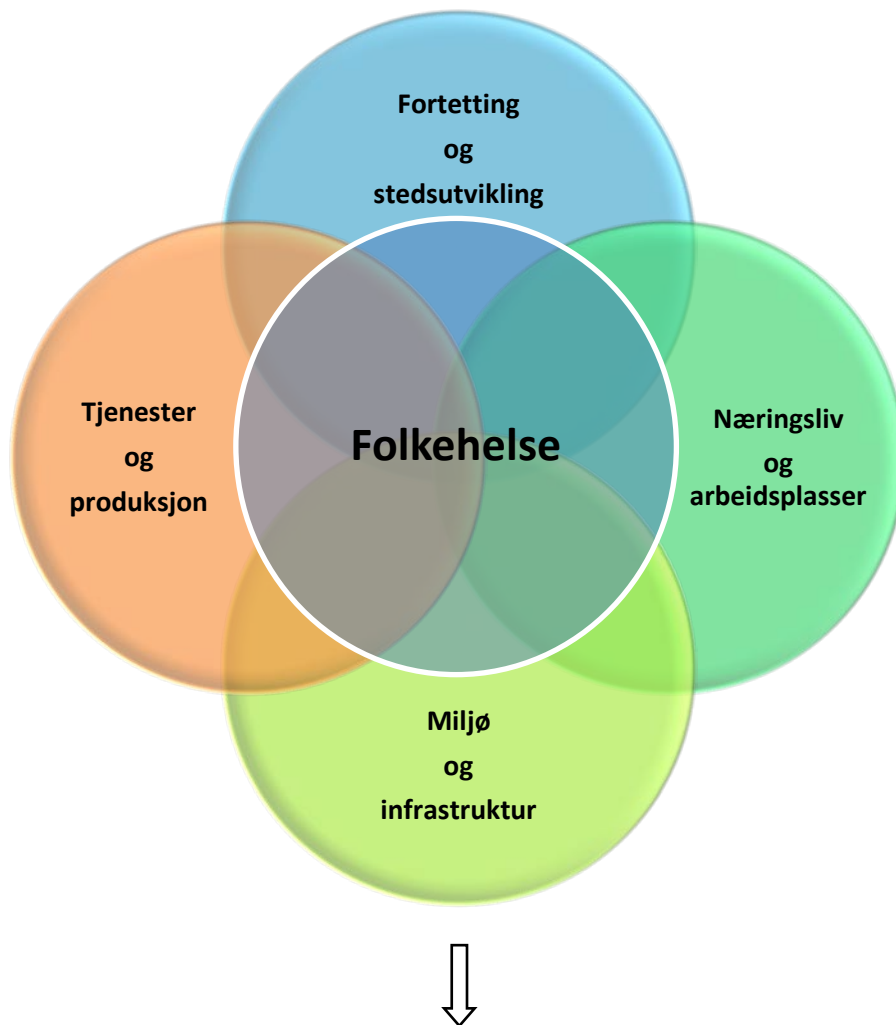 Fortetting
og
stedsutvikling
Tjenester
og
produksjon
Folkehelse
Næringsliv
og
arbeidsplasser
Miljø
og
infrastruktur